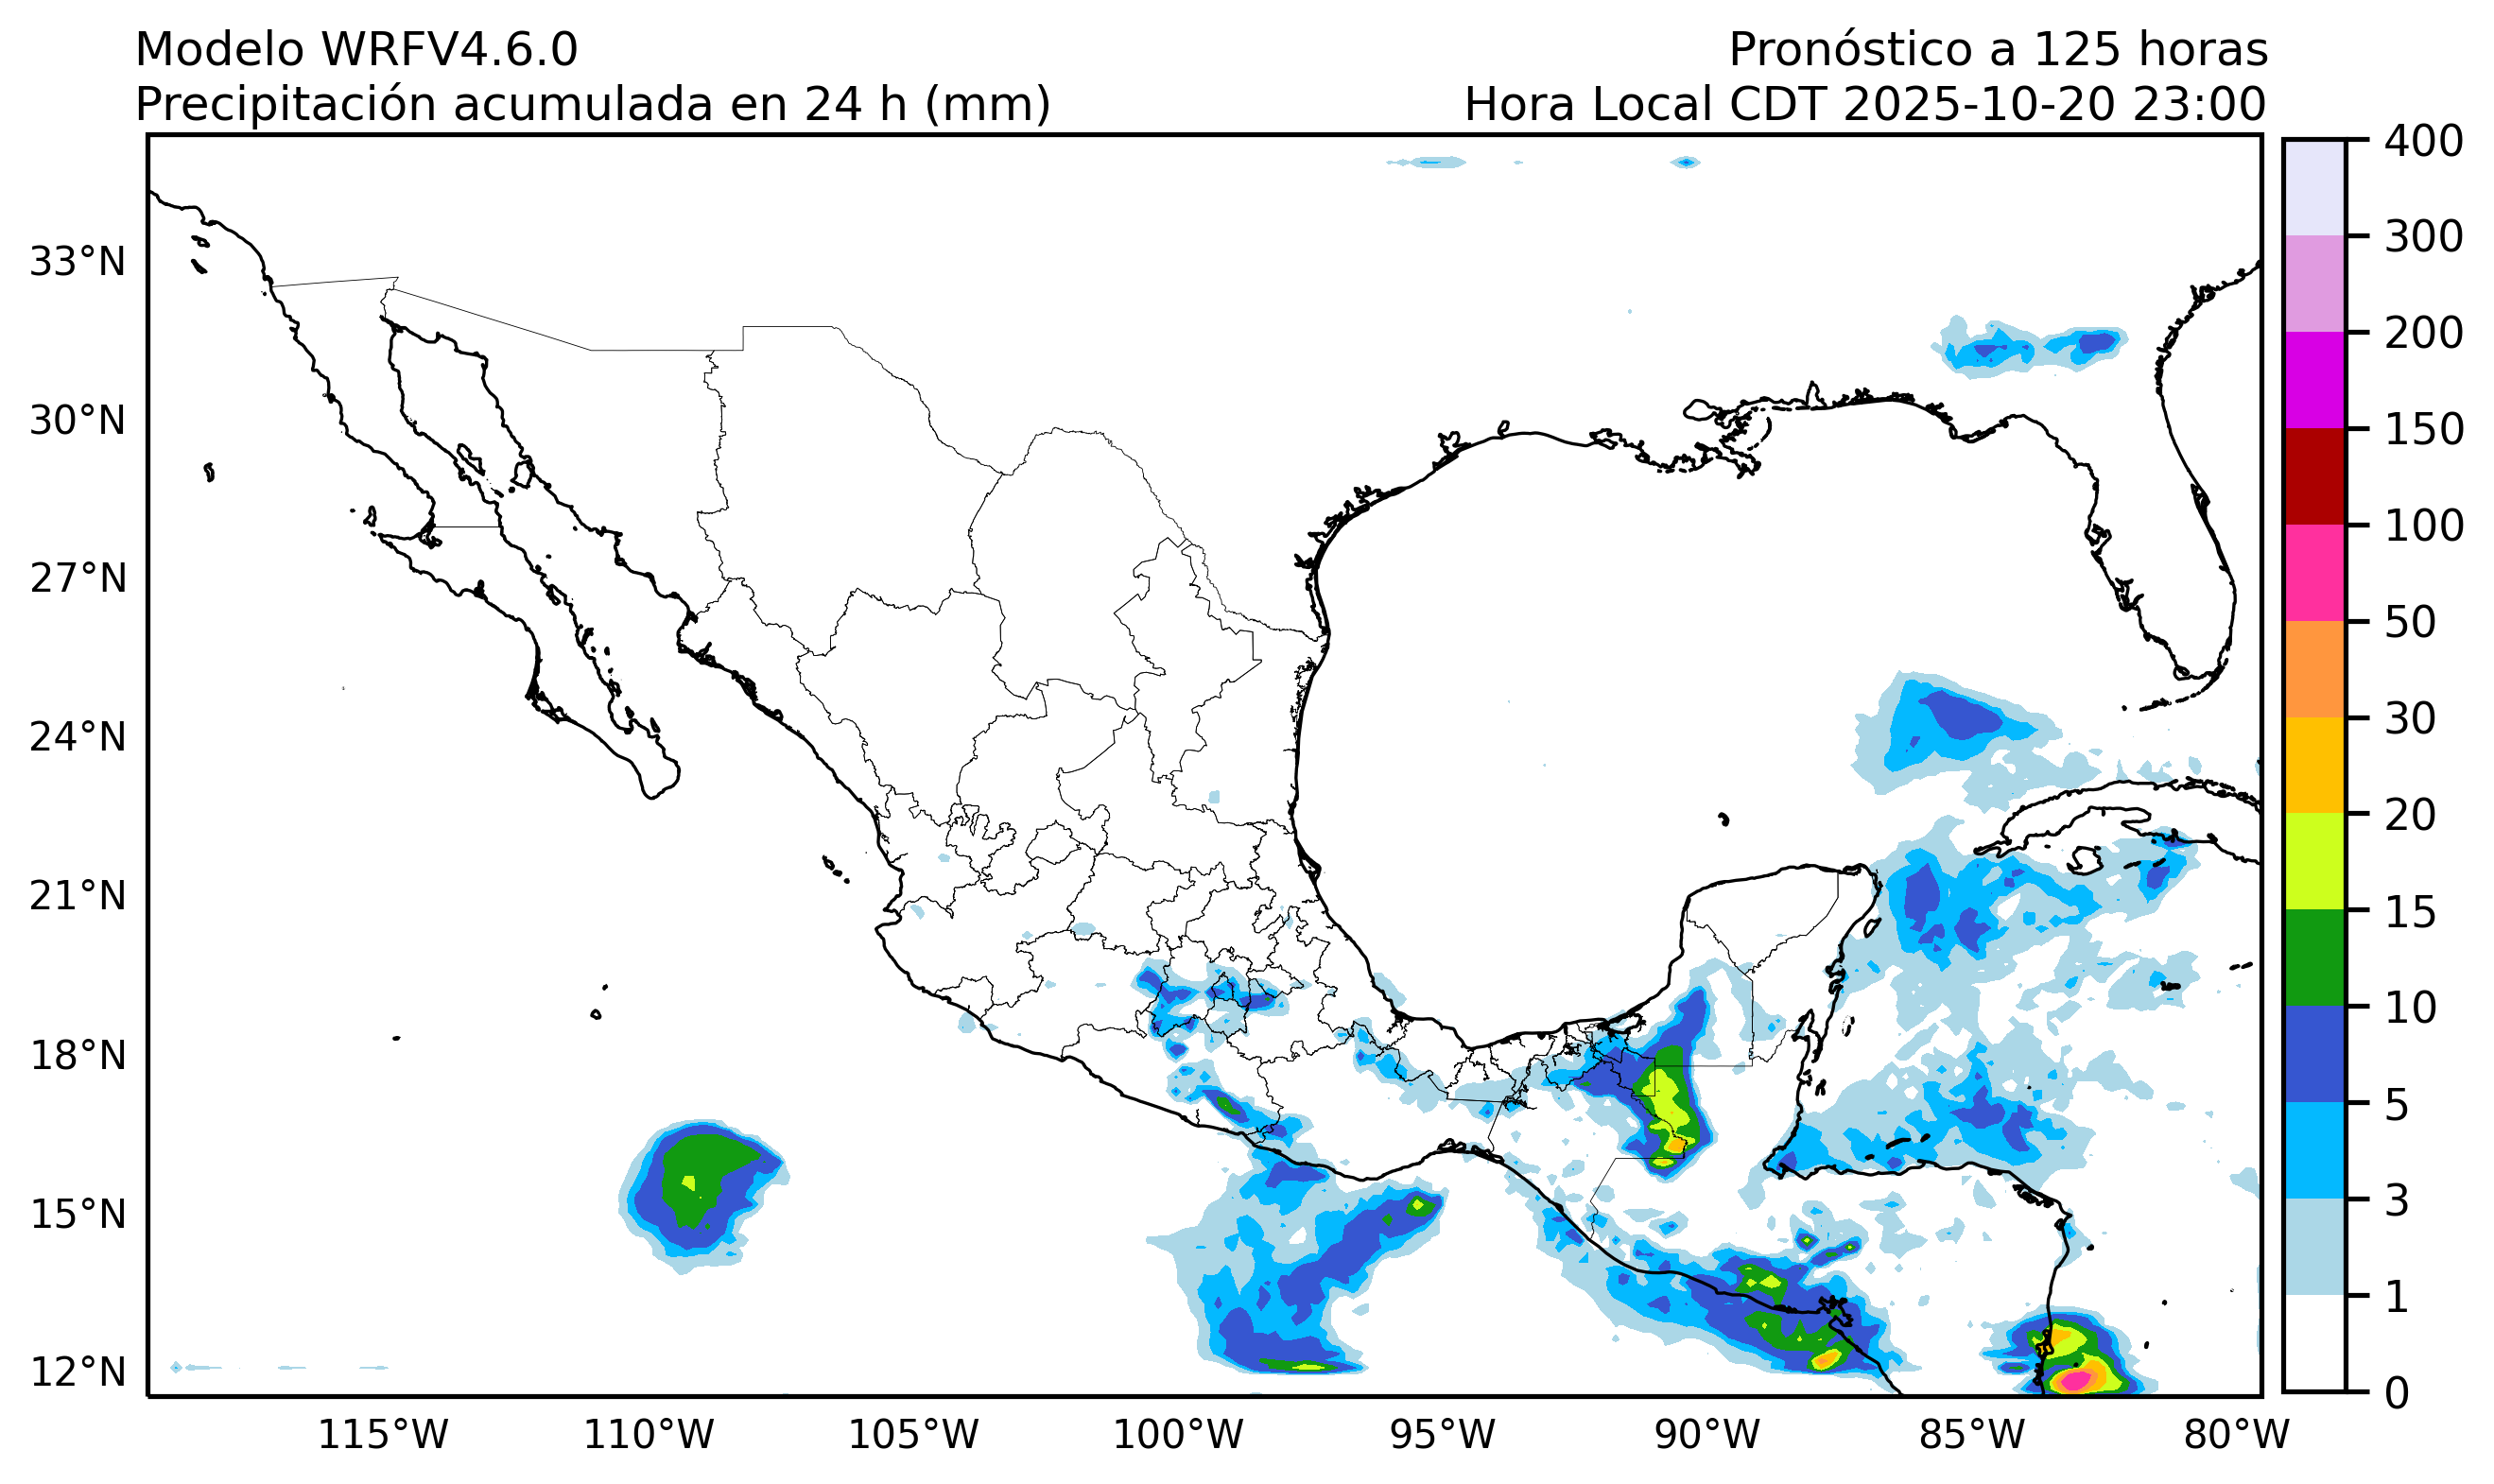 Modelo WRFV4.6.0
Pronóstico a 125 horas
Precipitación acumulada en 24 h (mm)
Hora Local CDT 2025-10-20 23:00
33°N
30°N
27°N
24°N
21°N
18°N
15°N
12°N
115°W
110°W
105°W
100°W
95°W
90°W
85°W
80°W
400
300
200
150
100
50
30
20
15
10
5
3
1
0